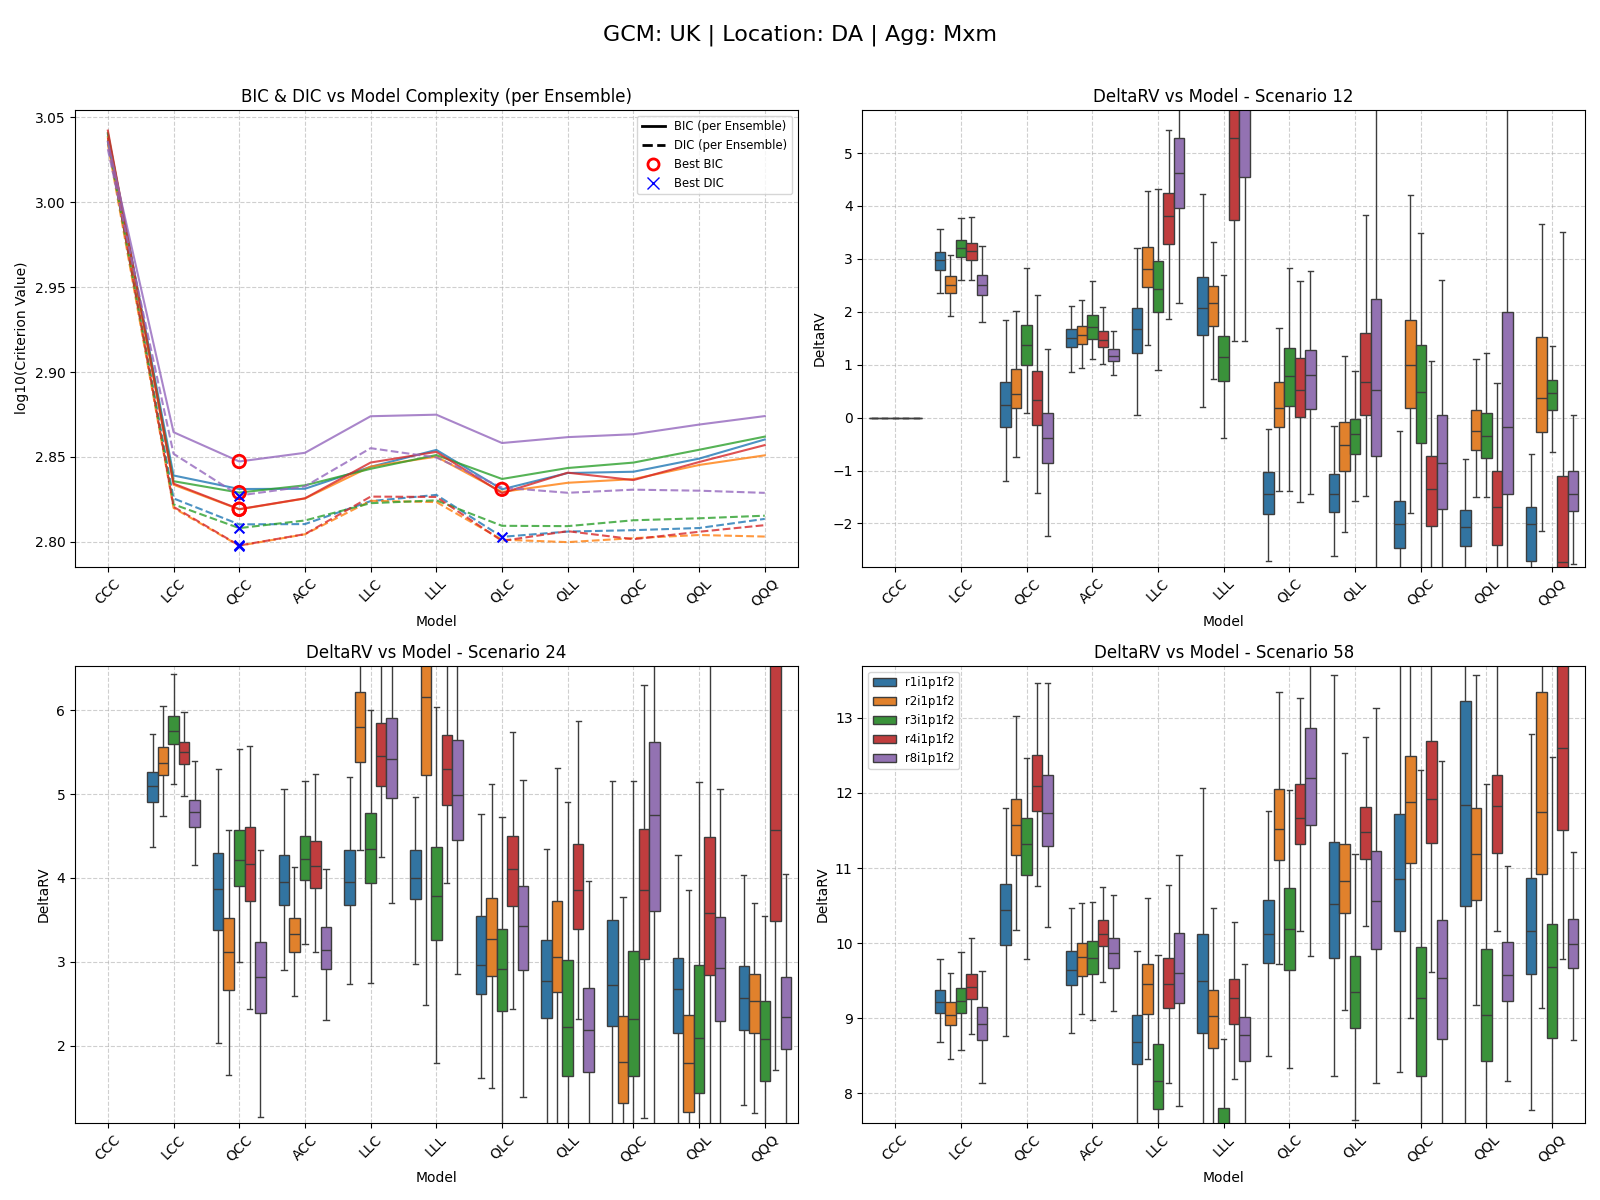 GCM: UK | Location: DA | Agg: Mxm
BIC & DIC vs Model Complexity (per Ensemble)
log10(Criterion Value)
3.05
3.00
2.95
2.90
2.85
2.80
BIC (per Ensemble)
DIC (per Ensemble)
Best BIC
Best DIC
CCC LCC QCC ACC LLC LLL QLC QLL QQC QQL QQQ
Model
DeltaRV vs Model - Scenario 12
DeltaRV
5
4
3
2
1
0
−1
−2
CCC LCC QCC ACC LLC LLL QLC QLL QQC QQL QQQ
Model
DeltaRV vs Model - Scenario 24
DeltaRV
6
5
4
3
2
CCC LCC QCC ACC LLC LLL QLC QLL QQC QQL QQQ
Model
DeltaRV vs Model - Scenario 58
DeltaRV
13
12
11
10
9
8
r1i1p1f2
r2i1p1f2
r3i1p1f2
r4i1p1f2
r8i1p1f2
CCC LCC QCC ACC LLC LLL QLC QLL QQC QQL QQQ
Model